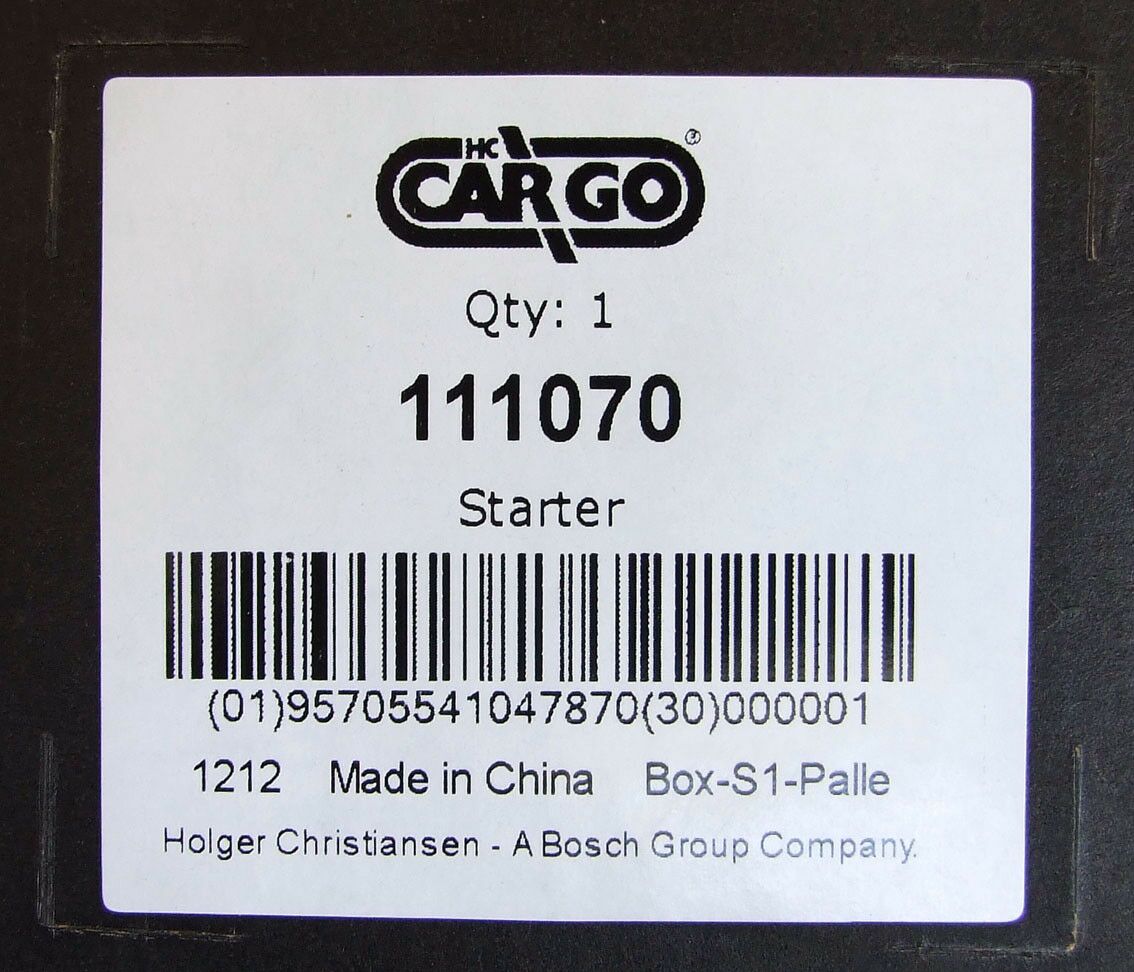 HC
CARGO®
Qty: 1
111070
Starter
(01)95705541047870(30)000001
1212 Made in China Box-S1-Palle
Holger Christiansen - A Bosch Group Company.